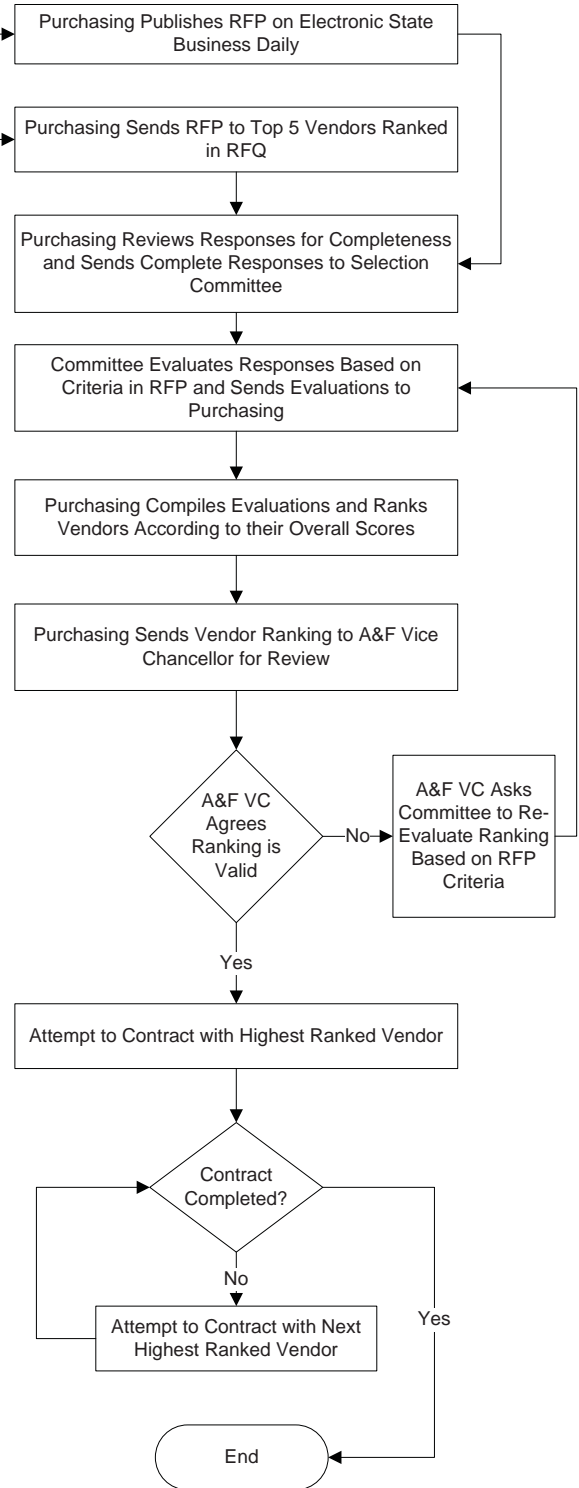 Purchasing Publishes RFP on Electronic State
Business Daily
Purchasing Sends RFP to Top 5 Vendors Ranked
in RFQ
Purchasing Reviews Responses for Completeness
and Sends Complete Responses to Selection
Committee
Committee Evaluates Responses Based on
Criteria in RFP and Sends Evaluations to
Purchasing
Purchasing Compiles Evaluations and Ranks
Vendors According to their Overall Scores
Purchasing Sends Vendor Ranking to A&F Vice
Chancellor for Review
A&F VC
Agrees
Ranking is
Valid
No
A&F VC Asks
Committee to Re-
Evaluate Ranking
Based on RFP
Criteria
Yes
Attempt to Contract with Highest Ranked Vendor
Contract
Completed?
No
Yes
Attempt to Contract with Next
Highest Ranked Vendor
End